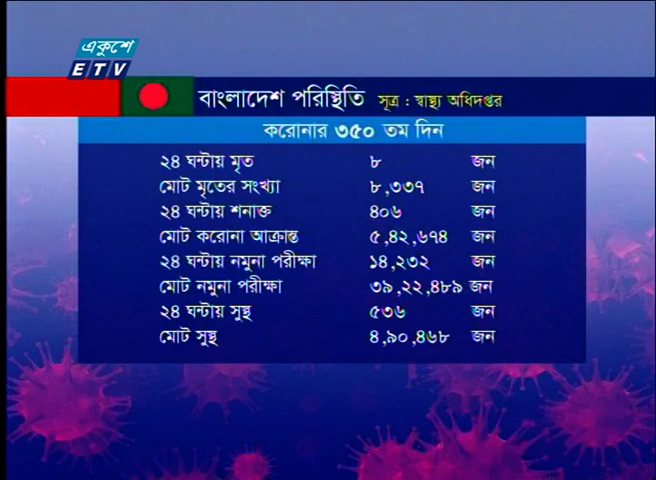 একুশে
ETV
বাংলাদেশ পরিস্থিতি সূত্র : স্বাস্থ্য অধিদপ্তর
করোনার ৩৫০ তম দিন
২৪ ঘন্টায় মৃত ৮ জন
মোট মৃতের সংখ্যা ৮,৩৩৭ জন
২৪ ঘন্টায় শনাক্ত ৪০৬ জন
মোট করোনা আক্রান্ত ৫,৪২,৬৭৪ জন
২৪ ঘন্টায় নমুনা পরীক্ষা ১৪,২৩২ জন
মোট নমুনা পরীক্ষা ৩৯,২২,৪৮৯ জন
২৪ ঘন্টায় সুস্থ ৫৩৬ জন
মোট সুস্থ ৪,৯০,৪৬৮ জন